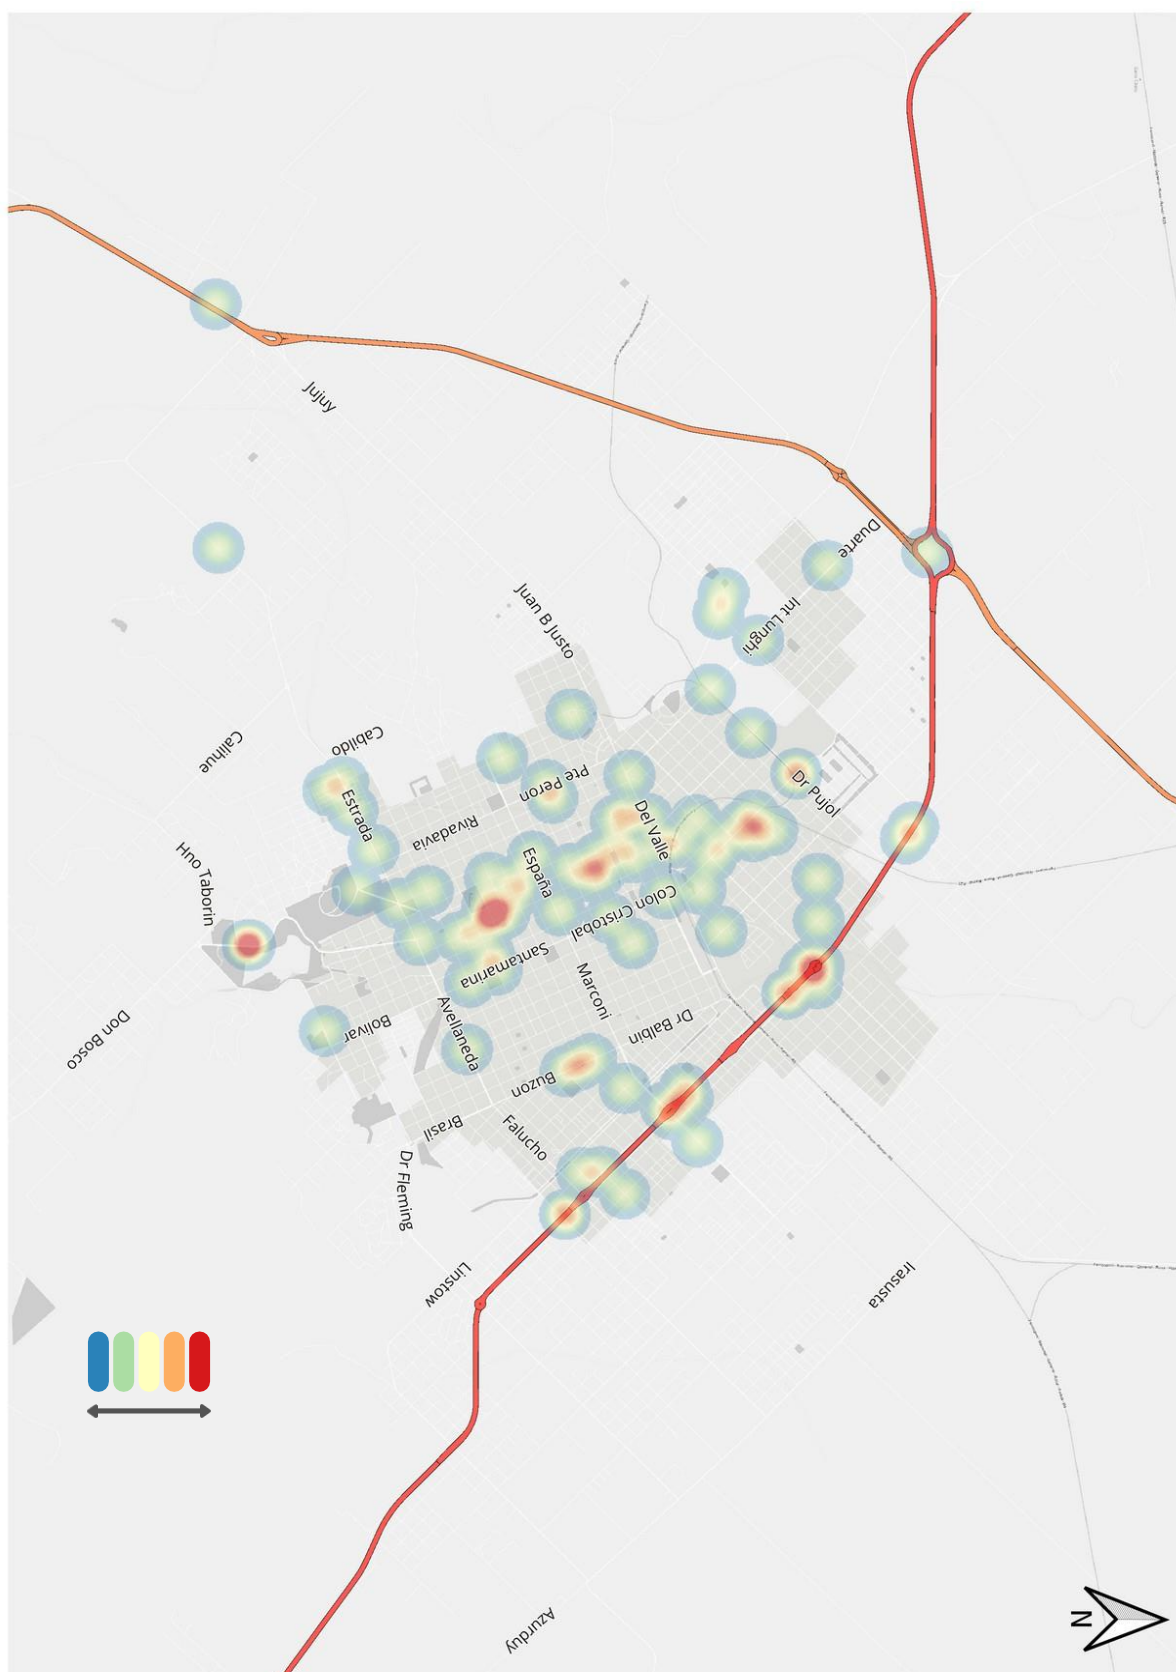 Jujuy
Duarte
Int Lunghi
Juan B Justo
Calihue
Cabildo
Pte Peron
Dr Pujol
Estrada
Rivadavia
Del Valle
Hno Taborin
España
Colon Cristobal
Santamarina
Marconi
Don Bosco
Bolivar
Avellaneda
Dr Balbin
Buzon
Brasil
Falucho
Dr Fleming
Linstow
Irasusta
Azurduy
N